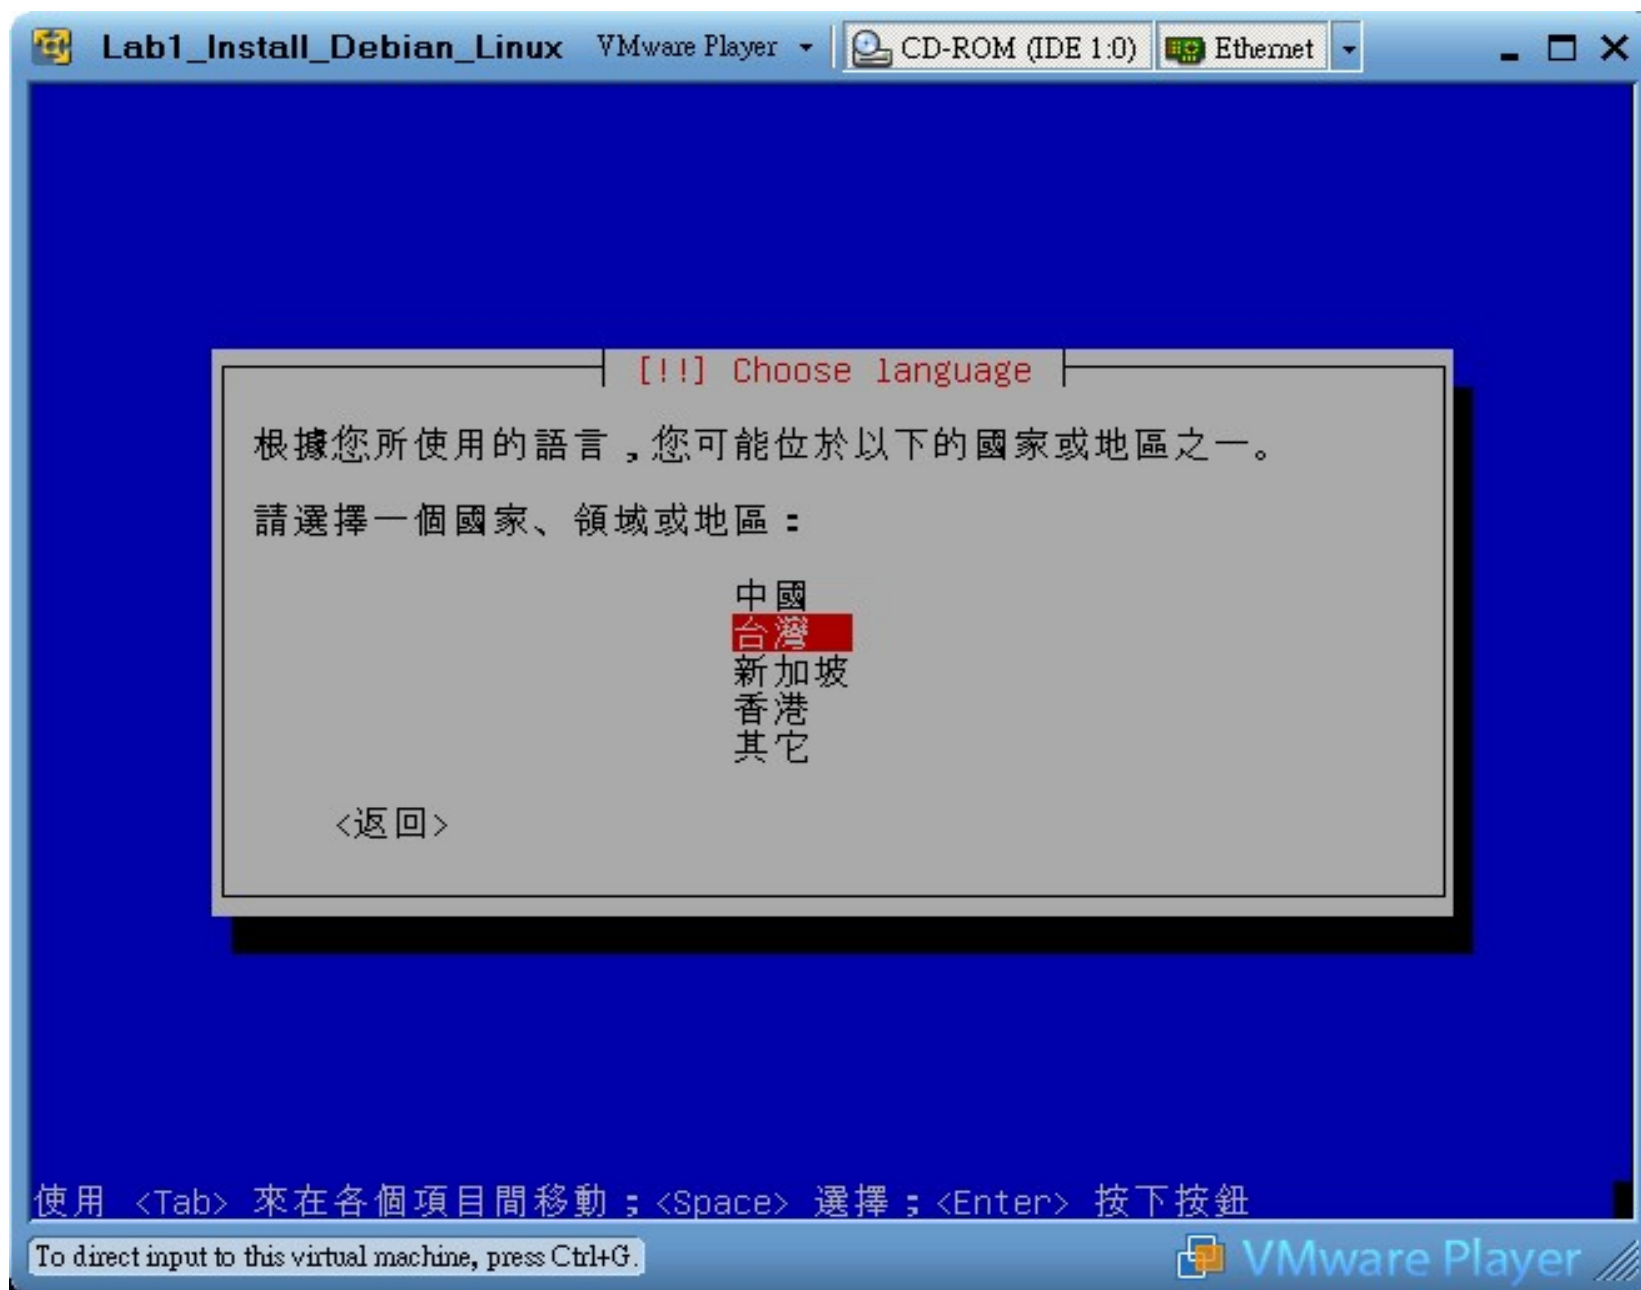 Lab1_Install_Debian_Linux VMware Player CD-ROM (IDE 1:0) Ethernet
[!!] Choose language
根據您所使用的語言,您可能位於以下的國家或地區之一。
請選擇一個國家、領域或地區:
中國
台灣
新加坡
香港
其它
<返回>
使用 <Tab> 來在各個項目間移動;<Space> 選擇;<Enter> 按下按鈕
To direct input to this virtual machine, press Ctrl+G.
VMware Player